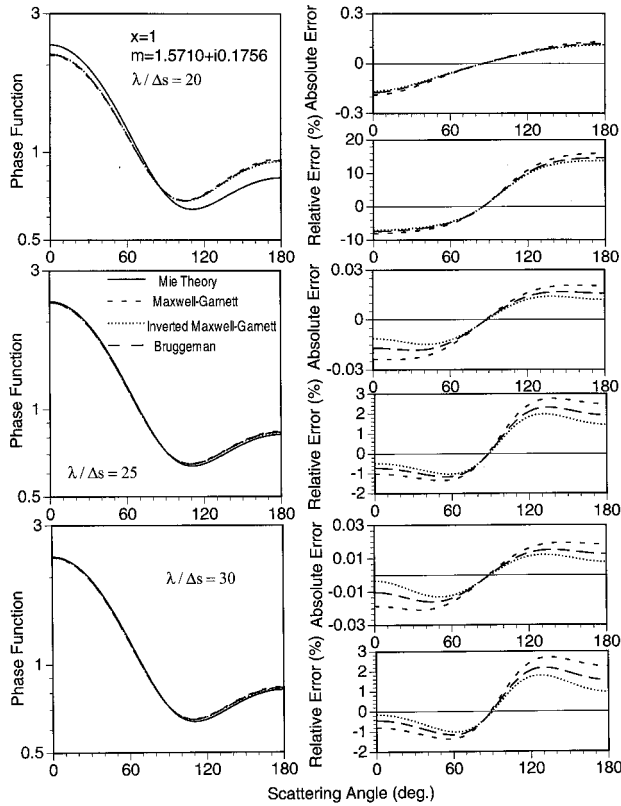 3
1
0.5
Phase Function
x=1
m=1.5710+i0.1756
λ/Δs = 20
0 60 120 180
0.3
0
-0.3
Absolute Error
0 60 120 180
20
10
0
-10
Relative Error (%)
0 60 120 180
3
1
0.5
Phase Function
Mie Theory
Maxwell-Garnett
Inverted Maxwell-Garnett
Bruggeman
λ/Δs = 25
0 60 120 180
0.03
0
-0.03
Absolute Error
0 60 120 180
3
2
1
0
-1
-2
Relative Error (%)
0 60 120 180
3
1
0.5
Phase Function
λ/Δs = 30
0 60 120 180
0.03
0.01
-0.01
-0.03
Absolute Error
0 60 120 180
3
2
1
0
-1
-2
Relative Error (%)
0 60 120 180
Scattering Angle (deg.)